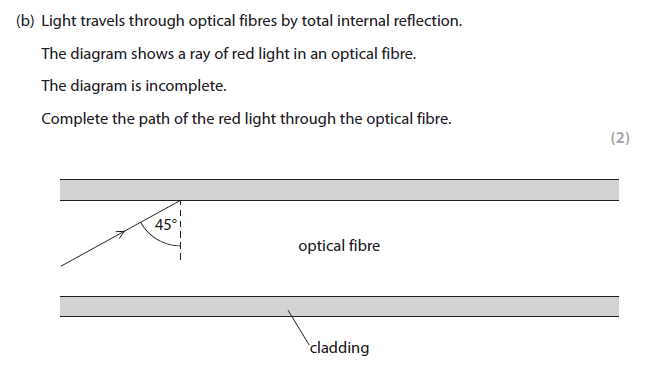 (b) Light travels through optical fibres by total internal reflection.
The diagram shows a ray of red light in an optical fibre.
The diagram is incomplete.
Complete the path of the red light through the optical fibre.
(2)
45°
optical fibre
cladding